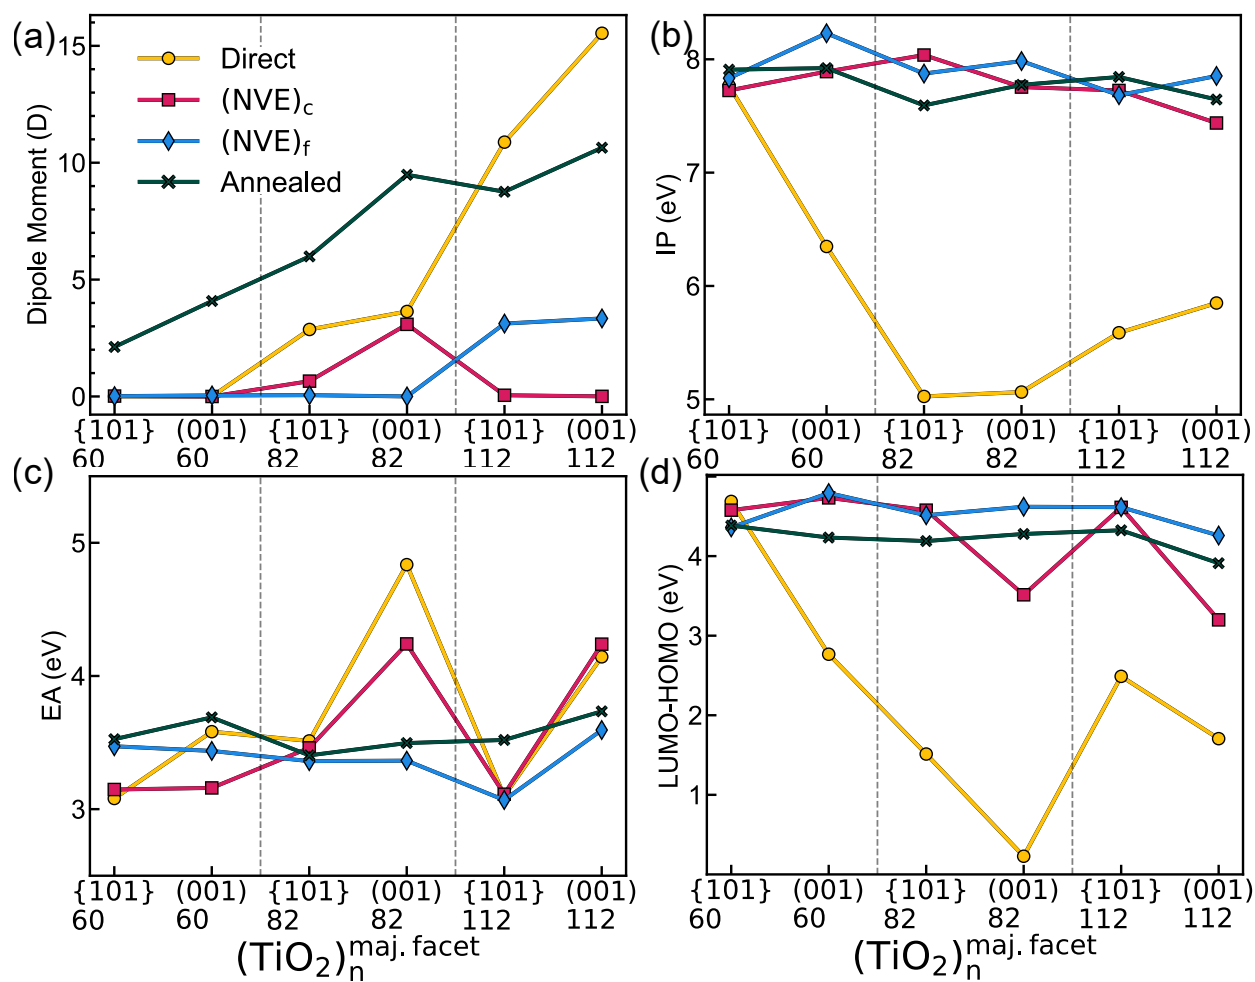 (a)
Direct
(NVE)c
(NVE)f
Annealed
Dipole Moment (D)
15
10
5
0
{101} (001) {101} (001) {101} (001)
60 60 82 82 112 112
(b)
IP (eV)
8
7
6
5
{101} (001) {101} (001) {101} (001)
60 60 82 82 112 112
(c)
EA (eV)
5
4
3
{101} (001) {101} (001) {101} (001)
60 60 82 82 112 112
(TiO₂)ₙ maj. facet
(d)
LUMO-HOMO (eV)
4
3
2
1
{101} (001) {101} (001) {101} (001)
60 60 82 82 112 112
(TiO₂)ₙ maj. facet